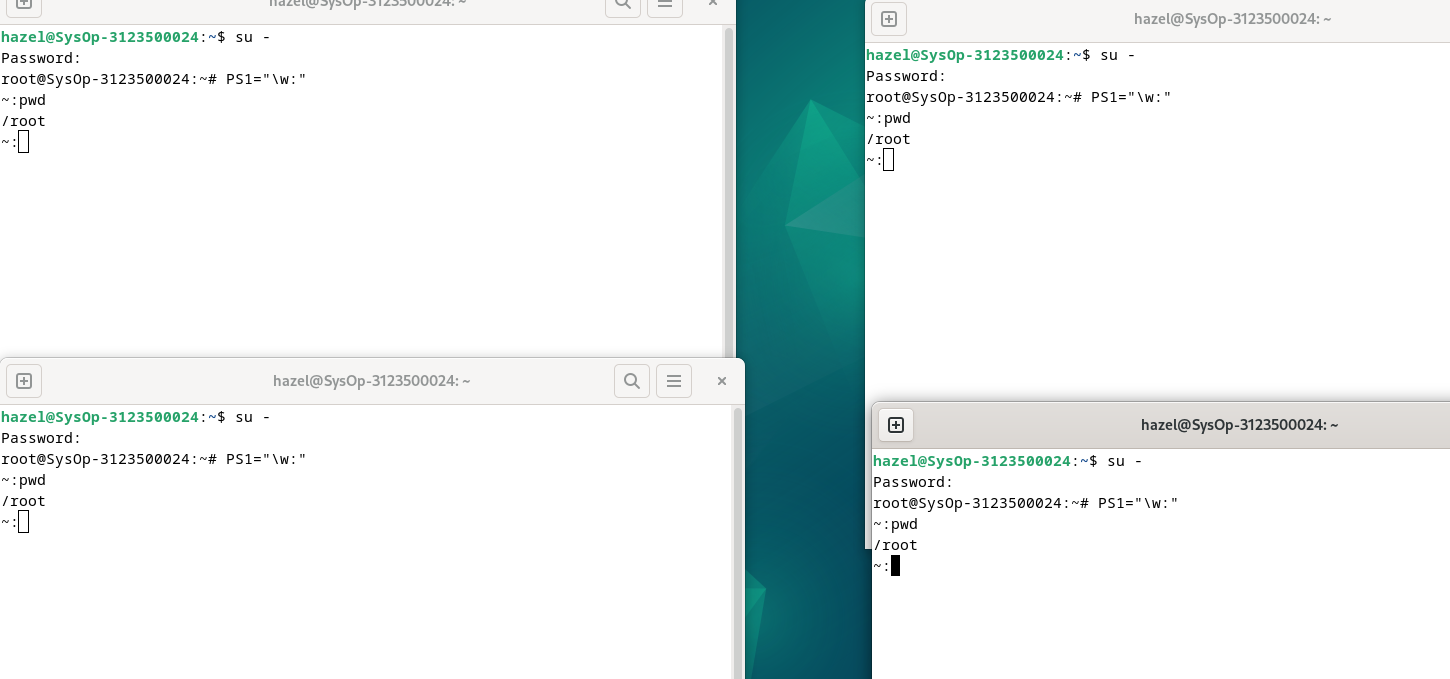 hazel@SysOp-3123500024: ~
hazel@SysOp-3123500024:~$ su -
Password:
root@SysOp-3123500024:~# PS1="\w:"
~:pwd
/root
~:
hazel@SysOp-3123500024: ~
hazel@SysOp-3123500024:~$ su -
Password:
root@SysOp-3123500024:~# PS1="\w:"
~:pwd
/root
~:
hazel@SysOp-3123500024: ~
hazel@SysOp-3123500024:~$ su -
Password:
root@SysOp-3123500024:~# PS1="\w:"
~:pwd
/root
~:
hazel@SysOp-3123500024: ~
hazel@SysOp-3123500024:~$ su -
Password:
root@SysOp-3123500024:~# PS1="\w:"
~:pwd
/root
~: